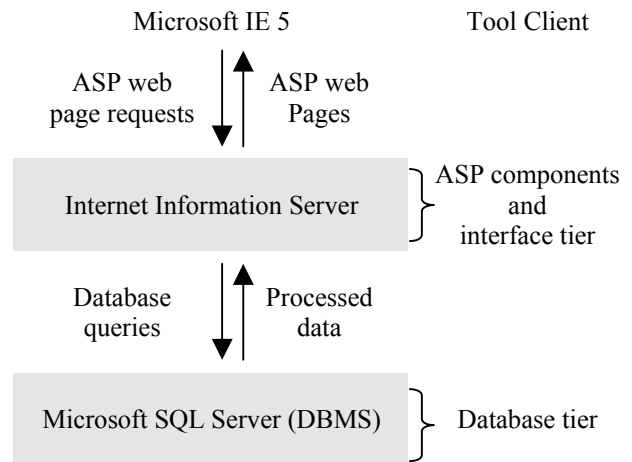 Microsoft IE 5
Tool Client
ASP web
page requests
ASP web
Pages
Internet Information Server
ASP components
and
interface tier
Database
queries
Processed
data
Microsoft SQL Server (DBMS)
Database tier